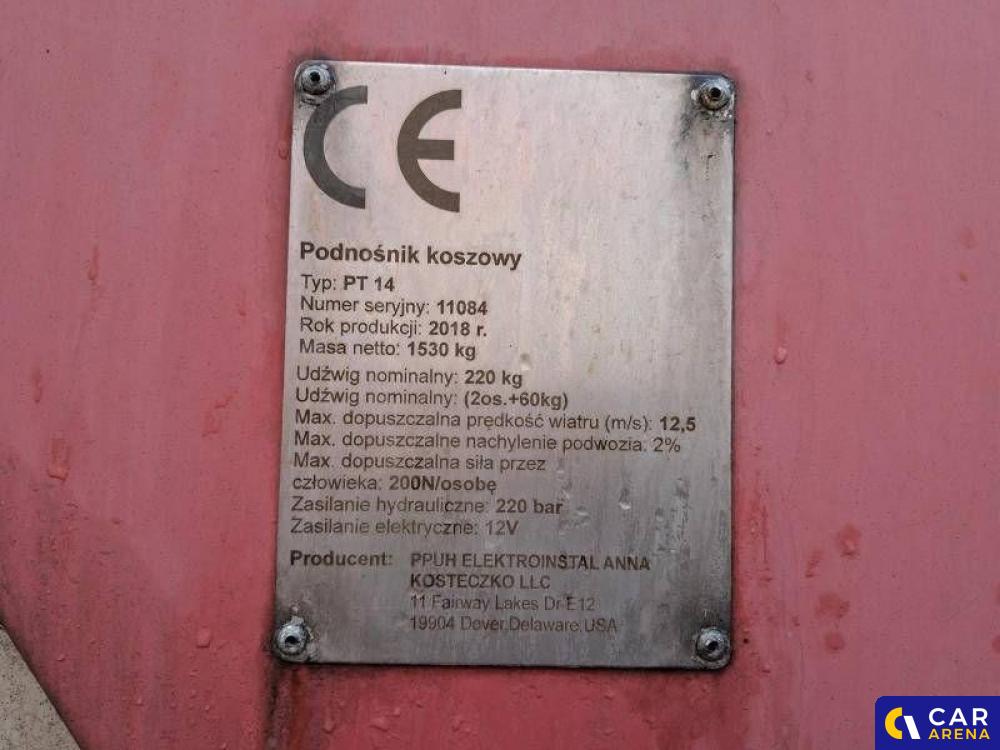 CE
Podnośnik koszowy
Typ: PT 14
Numer seryjny: 11084
Rok produkcji: 2018 r.
Masa netto: 1530 kg
Udźwig nominalny: 220 kg
Udźwig nominalny: (2os.+60kg)
Max. dopuszczalna prędkość wiatru (m/s): 12,5
Max. dopuszczalne nachylenie podwozia: 2%
Max. dopuszczalna siła przez
człowieka: 200N/osobę
Zasilanie hydrauliczne: 220 bar
Zasilanie elektryczne: 12V
Producent: PPUH ELEKTROINSTAL ANNA
KOSTECZKO LLC
11 Fairway Lakes Dr E12
19904 Dover, Delaware, USA
CAR
ARENA